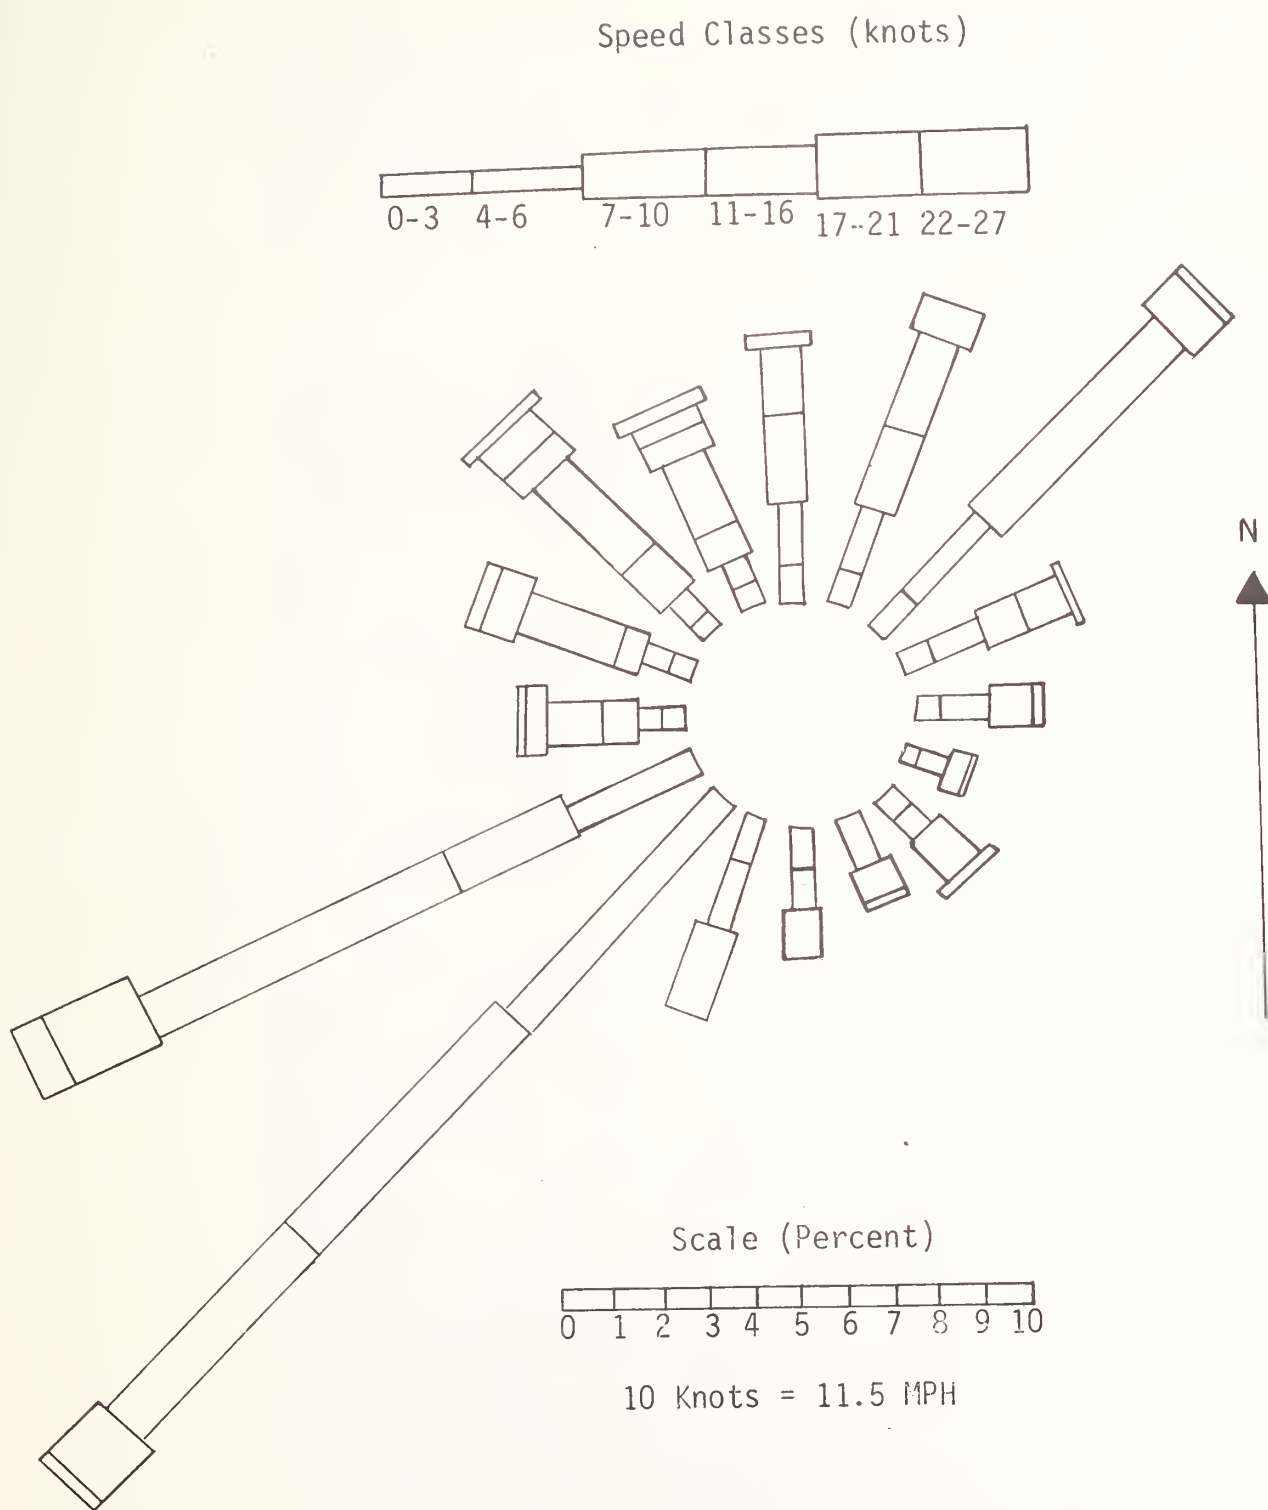 Speed Classes (knots)
0-3 4-6 7-10 11-16 17-21 22-27
N
Scale (Percent)
0 1 2 3 4 5 6 7 8 9 10
10 Knots = 11.5 MPH